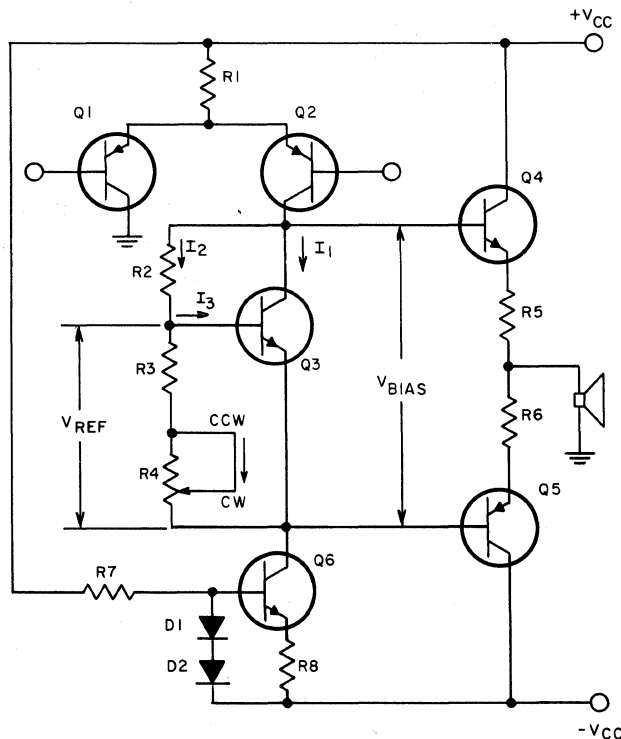 +VCC
R1
Q1
Q2
Q4
I2
I1
R2
I3
R5
Q3
R3
VBIAS
R6
VREF
CCW
R4
CW
Q5
Q6
R7
D1
D2
R8
-VCC